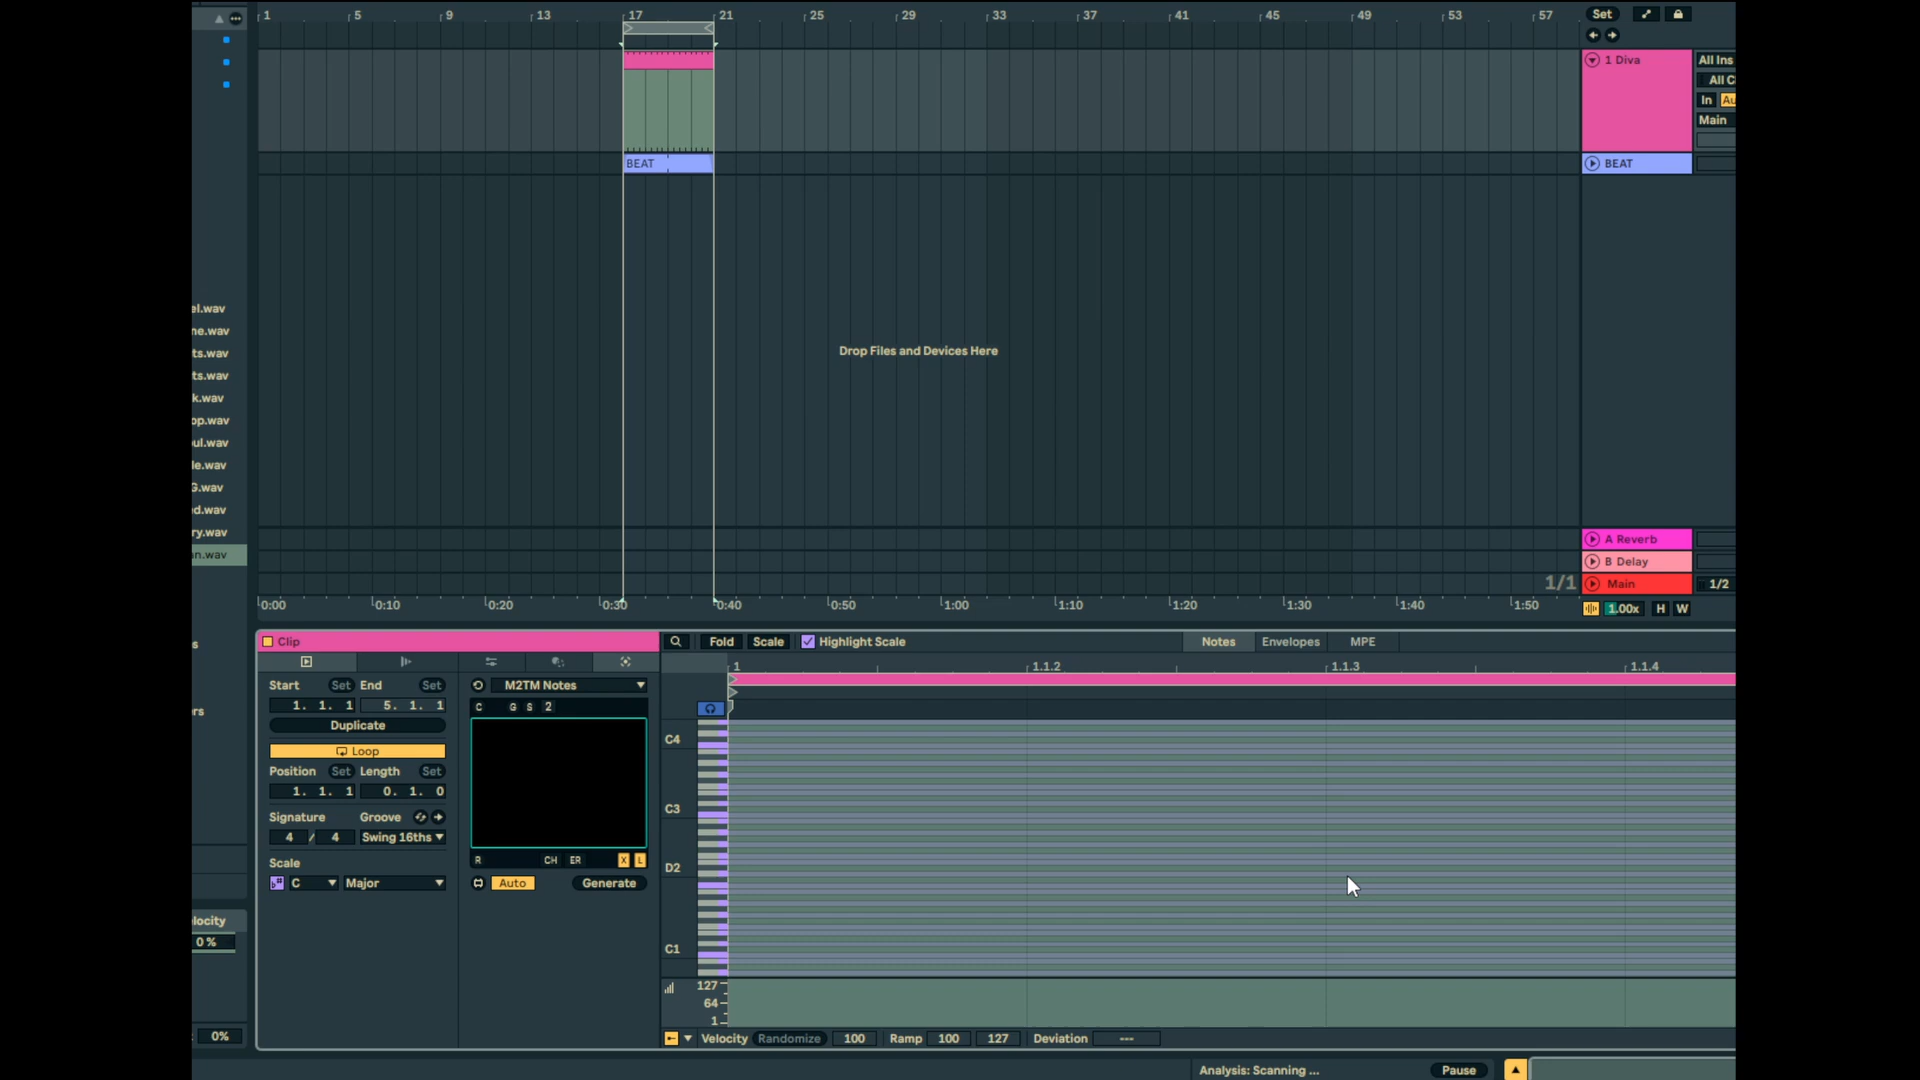 1 5 9 13 17 21 25 29 33 37 41 45 49 53 57 Set
1 Diva All Ins
All C
In Au
Main
BEAT BEAT
el.wav
ne.wav
ts.wav
ts.wav
k.wav
op.wav
ul.wav
le.wav
G.wav
ed.wav
ry.wav
an.wav
Drop Files and Devices Here
A Reverb
B Delay
1/1 Main 1/2
0:00 0:10 0:20 0:30 0:40 0:50 1:00 1:10 1:20 1:30 1:40 1:50 1.00x H W
Clip Fold Scale Highlight Scale Notes Envelopes MPE
1 1.1.2 1.1.3 1.1.4
Start Set End Set M2TM Notes
1. 1. 1 5. 1. 1 C G S 2
Duplicate
C4
Loop
Position Set Length Set
1. 1. 1 0. 1. 0
C3
Signature Groove
4 / 4 Swing 16ths
R CH ER X L
Scale
D2
C Major Auto Generate
C1
locity
0 %
127
64
1
0% Velocity Randomize 100 Ramp 100 127 Deviation ---
Analysis: Scanning ... Pause